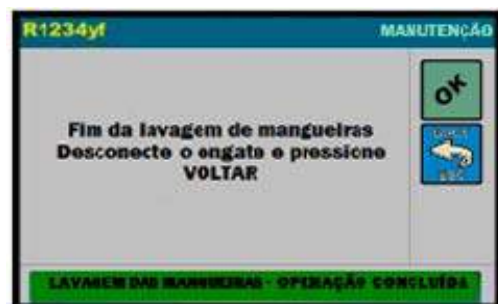 R1234yf
MANUTENÇÃO
OK
Fim da lavagem de mangueiras
Desconecte o engate e pressione
VOLTAR
LAVAGEM DAS MANGUEIRAS - OPERAÇÃO CONCLUÍDA